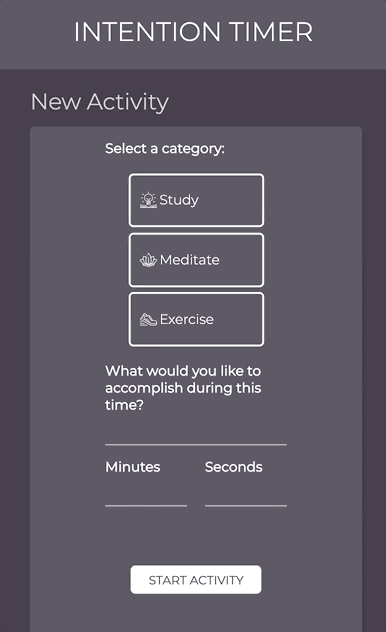 INTENTION TIMER
New Activity
Select a category:
Study
Meditate
Exercise
What would you like to
accomplish during this
time?
Minutes Seconds
START ACTIVITY